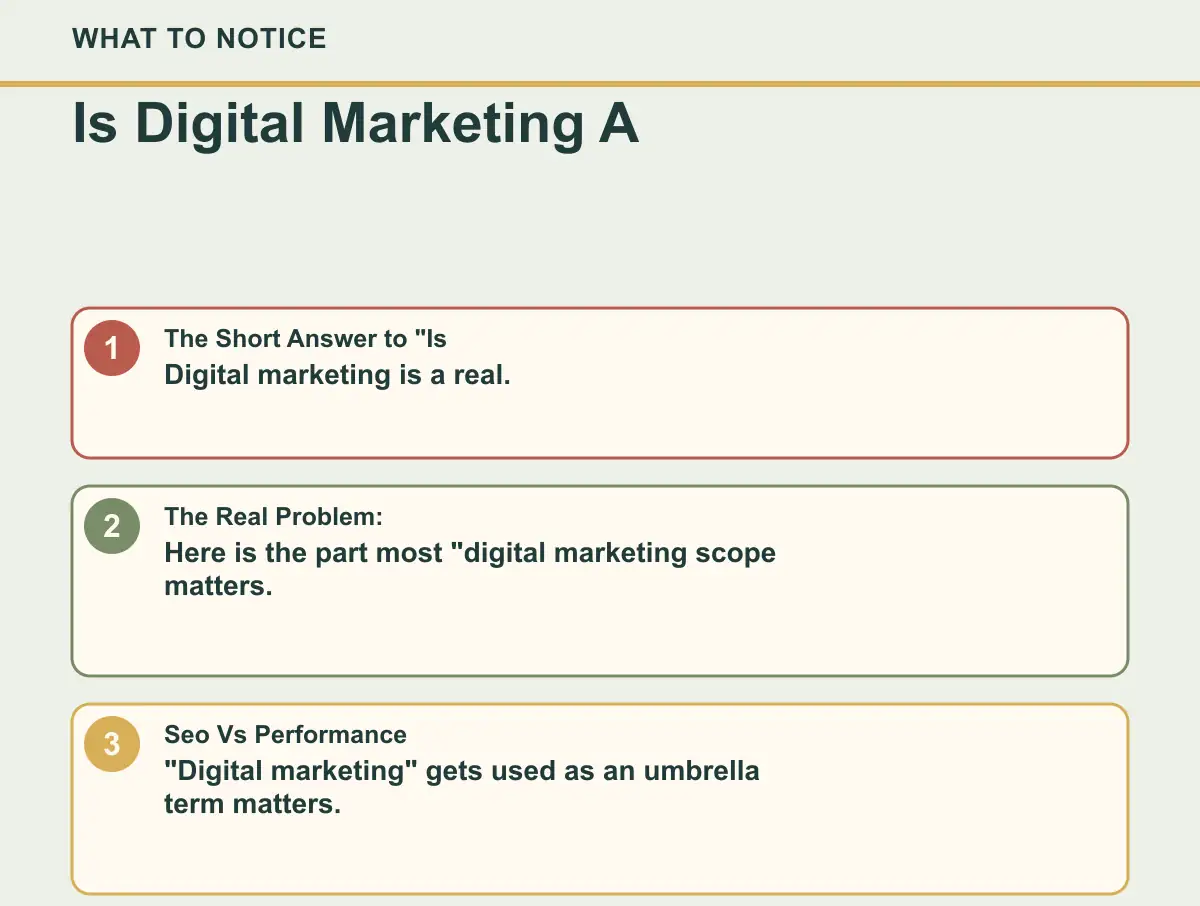 WHAT TO NOTICE
Is Digital Marketing A
1
The Short Answer to "Is
Digital marketing is a real.
2
The Real Problem:
Here is the part most "digital marketing scope
matters.
3
Seo Vs Performance
"Digital marketing" gets used as an umbrella
term matters.